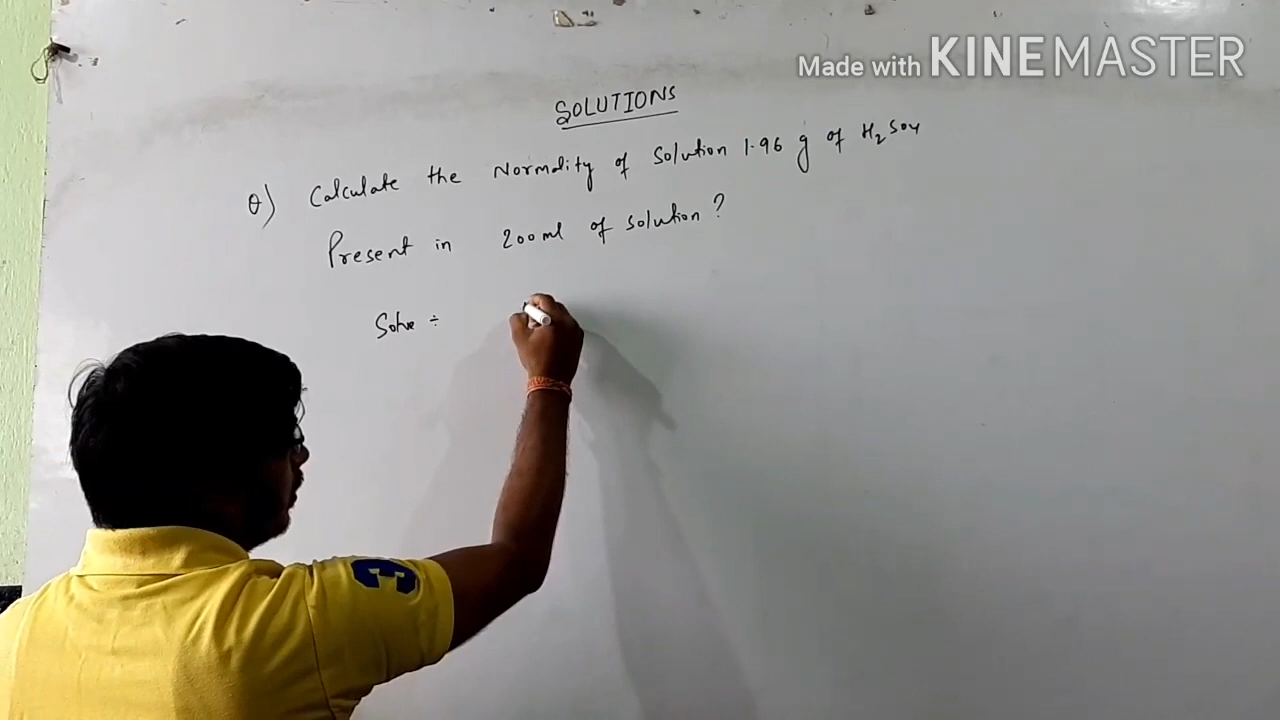 Made with KINEMASTER
SOLUTIONS
Q) Calculate the Normality of Solution 1.96 g of H₂SO₄
Present in 200ml of solution?
Solve ÷
3